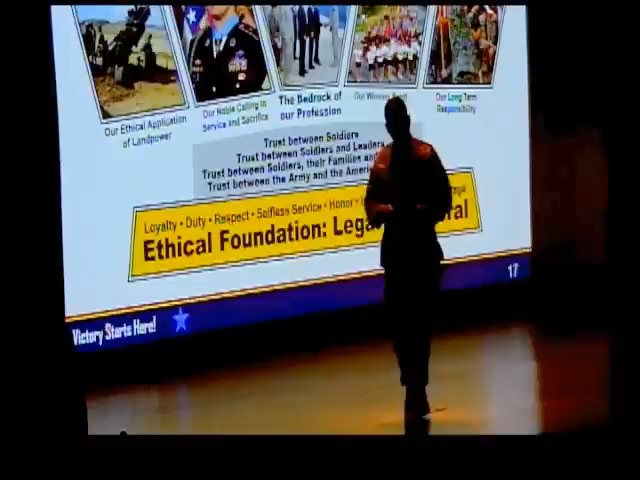 Our Ethical Application
of Landpower
Our Noble Calling to
Service and Sacrifice
The Bedrock of
our Profession
Our
Our Long Term
Responsibility
Trust between Soldiers
Trust between Soldiers and Leaders
Trust between Soldiers, their Families
Trust between the Army and the
Loyalty • Duty • Respect • Selfless Service • Honor •
Ethical Foundation:
17
Victory Starts Here!